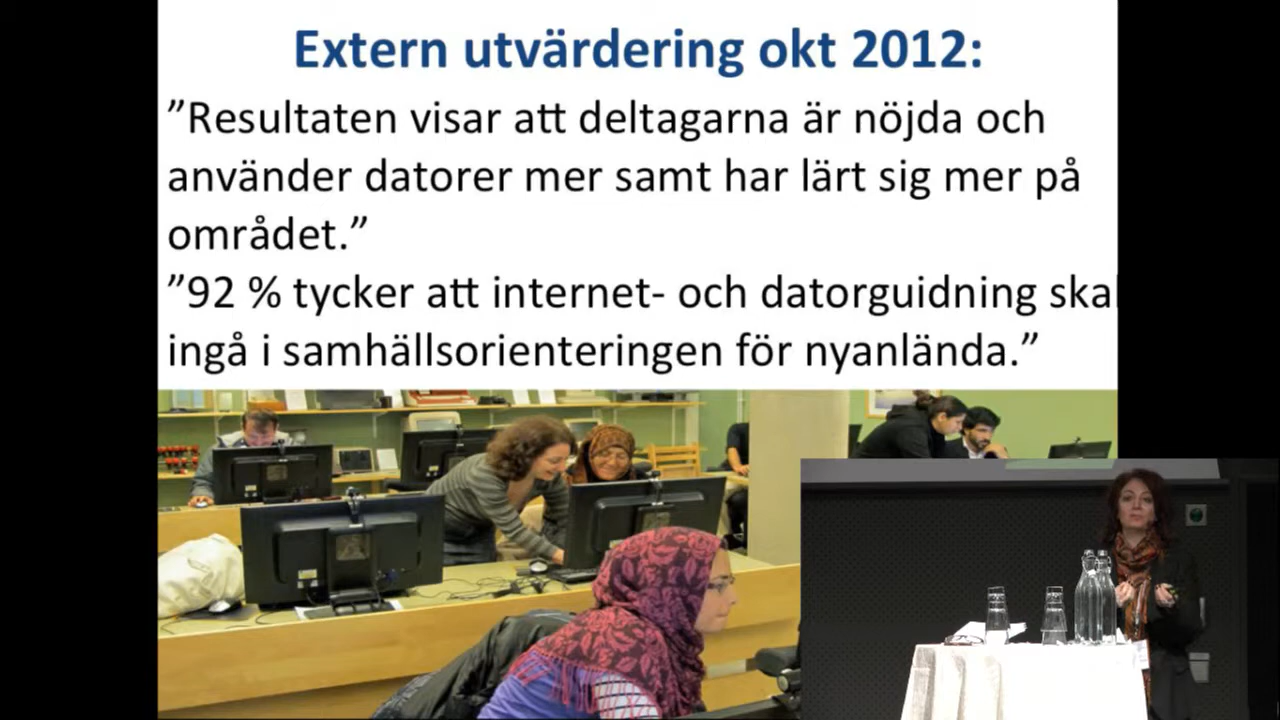 Extern utvärdering okt 2012:
”Resultaten visar att deltagarna är nöjda och
använder datorer mer samt har lärt sig mer på
området.”
”92 % tycker att internet- och datorguidning skal
ingå i samhällsorienteringen för nyanlända.”